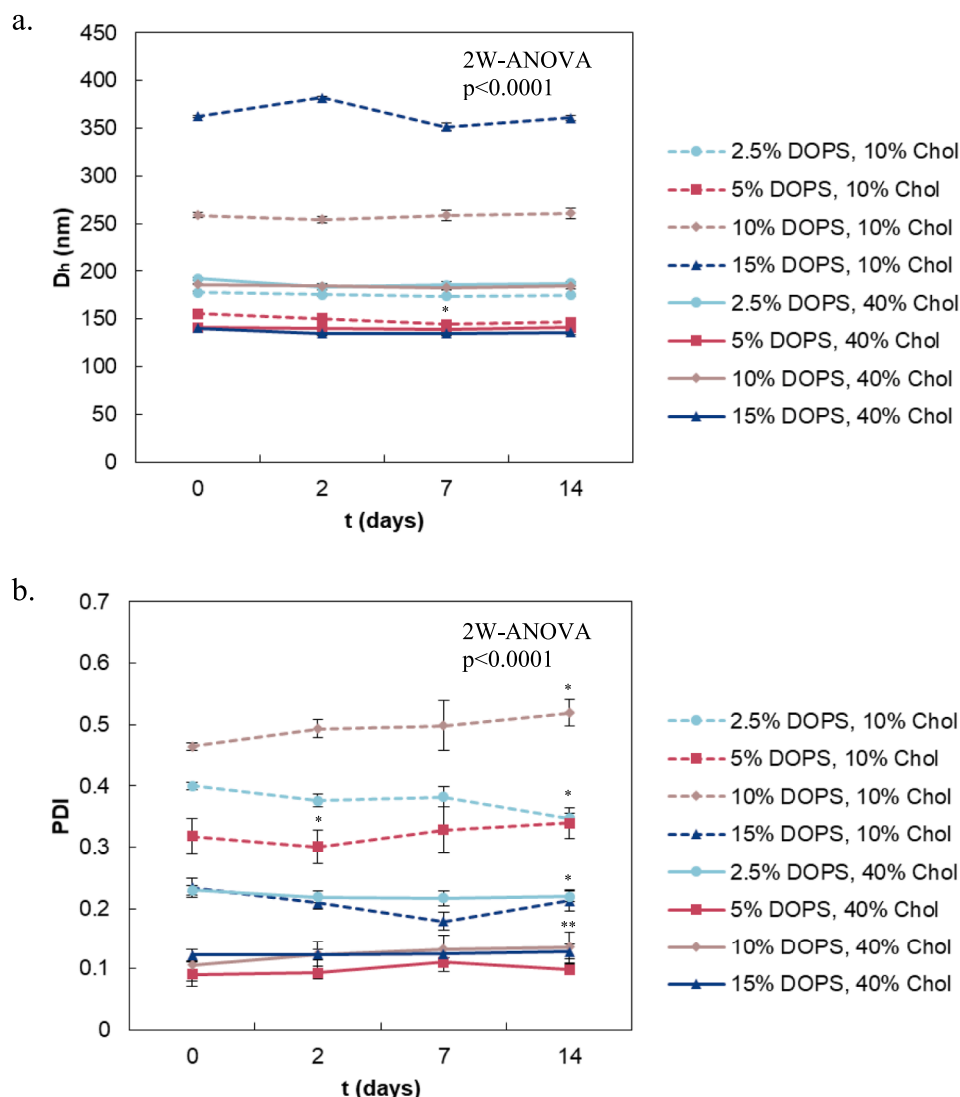 a.
450
400
350
300
250
200
150
100
50
0
Dh (nm)
2W-ANOVA
p<0.0001
*
0 2 7 14
t (days)
2.5% DOPS, 10% Chol
5% DOPS, 10% Chol
10% DOPS, 10% Chol
15% DOPS, 10% Chol
2.5% DOPS, 40% Chol
5% DOPS, 40% Chol
10% DOPS, 40% Chol
15% DOPS, 40% Chol
b.
0.7
0.6
0.5
0.4
0.3
0.2
0.1
0
PDI
2W-ANOVA
p<0.0001
*
*
*
*
**
0 2 7 14
t (days)
2.5% DOPS, 10% Chol
5% DOPS, 10% Chol
10% DOPS, 10% Chol
15% DOPS, 10% Chol
2.5% DOPS, 40% Chol
5% DOPS, 40% Chol
10% DOPS, 40% Chol
15% DOPS, 40% Chol